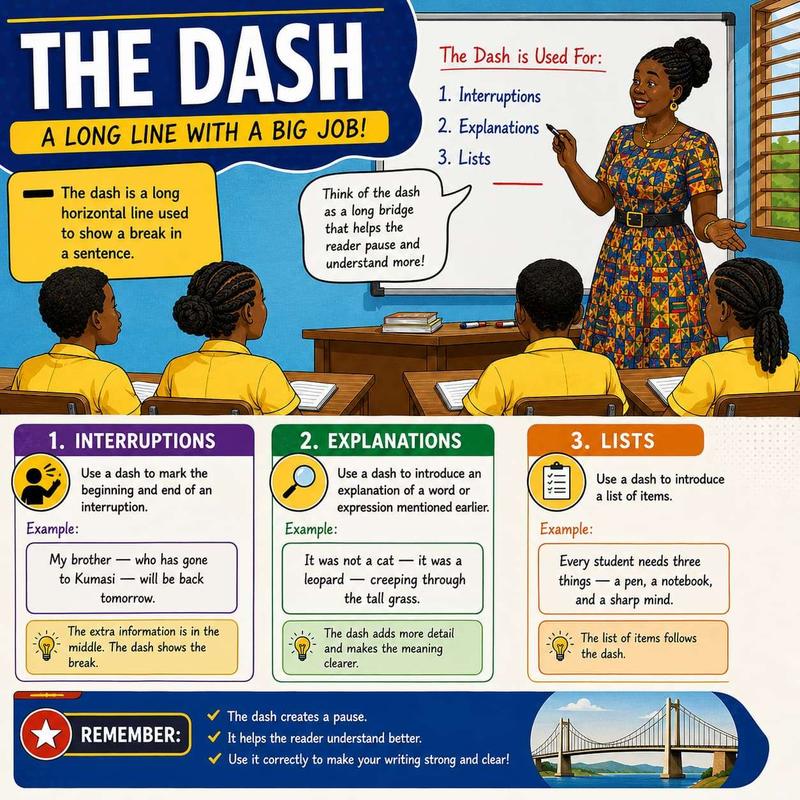 THE DASH
A LONG LINE WITH A BIG JOB!
The dash is a long
horizontal line used
to show a break in
a sentence.
Think of the dash
as a long bridge
that helps the
reader pause and
understand more!
The Dash is Used For:
1. Interruptions
2. Explanations
3. Lists
1. INTERRUPTIONS
Use a dash to mark the
beginning and end of an
interruption.
Example:
My brother — who has gone
to Kumasi — will be back
tomorrow.
The extra information is in the
middle. The dash shows the
break.
2. EXPLANATIONS
Use a dash to introduce an
explanation of a word or
expression mentioned earlier.
Example:
It was not a cat — it was a
leopard — creeping through
the tall grass.
The dash adds more detail
and makes the meaning
clearer.
3. LISTS
Use a dash to introduce
a list of items.
Example:
Every student needs three
things — a pen, a notebook,
and a sharp mind.
The list of items follows
the dash.
REMEMBER:
The dash creates a pause.
It helps the reader understand better.
Use it correctly to make your writing strong and clear!